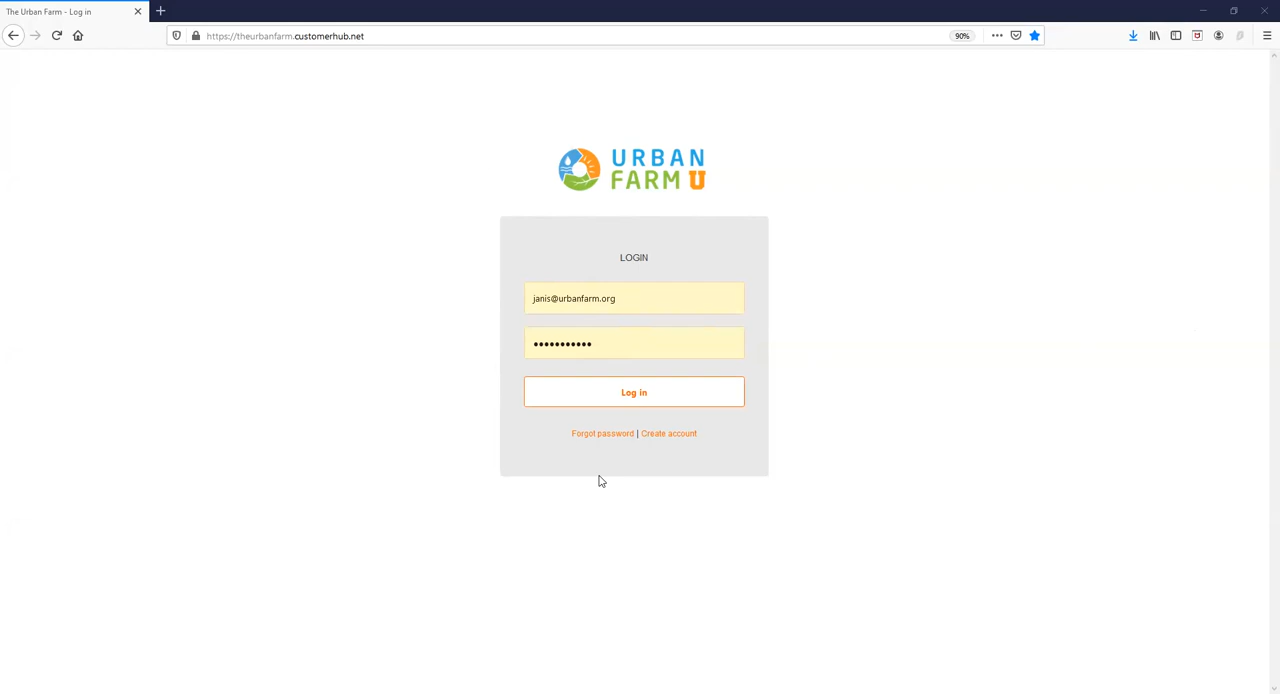 The Urban Farm - Log in
https://theurbanfarm.customerhub.net
90%
URBAN
FARM U
LOGIN
janis@urbanfarm.org
Log in
Forgot password | Create account